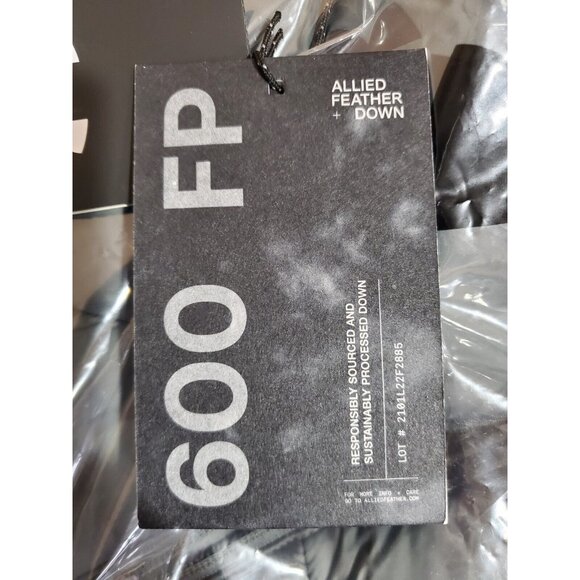 ALLIED
FEATHER
+ DOWN
600 FP
RESPONSIBLY SOURCED AND
SUSTAINABLY PROCESSED DOWN
LOT # 2101L22F2885
FOR MORE INFO + CARE
GO TO ALLIEDFEATHER.COM